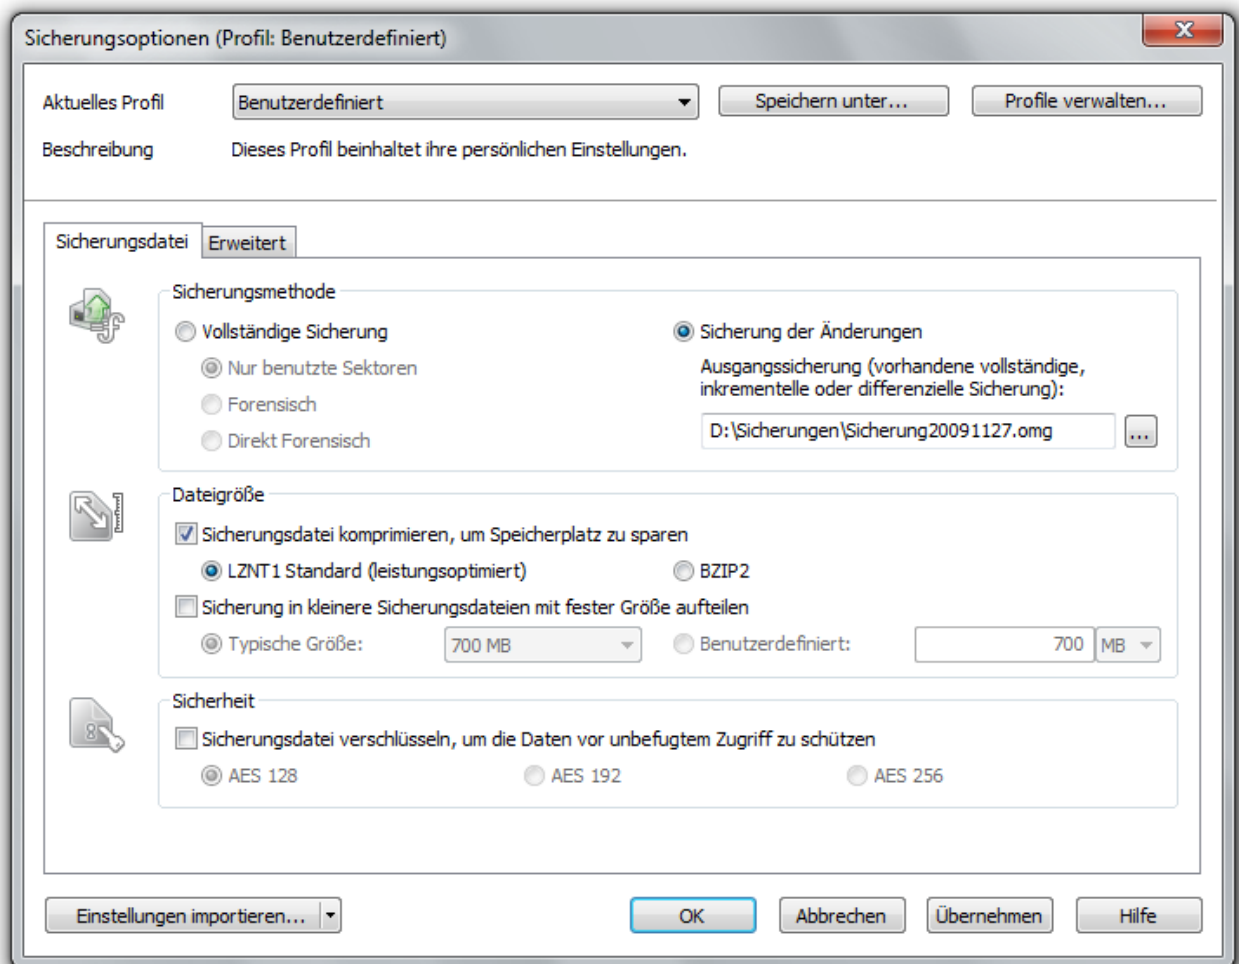 Sicherungsoptionen (Profil: Benutzerdefiniert)
Aktuelles Profil Benutzerdefiniert Speichern unter... Profile verwalten...
Beschreibung Dieses Profil beinhaltet ihre persönlichen Einstellungen.
Sicherungsdatei Erweitert
Sicherungsmethode
Vollständige Sicherung
Nur benutzte Sektoren
Forensisch
Direkt Forensisch
Sicherung der Änderungen
Ausgangssicherung (vorhandene vollständige,
inkrementelle oder differenzielle Sicherung):
D:\Sicherungen\Sicherung20091127.omg ...
Dateigröße
Sicherungsdatei komprimieren, um Speicherplatz zu sparen
LZNT1 Standard (leistungsoptimiert) BZIP2
Sicherung in kleinere Sicherungsdateien mit fester Größe aufteilen
Typische Größe: 700 MB Benutzerdefiniert: 700 MB
Sicherheit
Sicherungsdatei verschlüsseln, um die Daten vor unbefugtem Zugriff zu schützen
AES 128 AES 192 AES 256
Einstellungen importieren... OK Abbrechen Übernehmen Hilfe